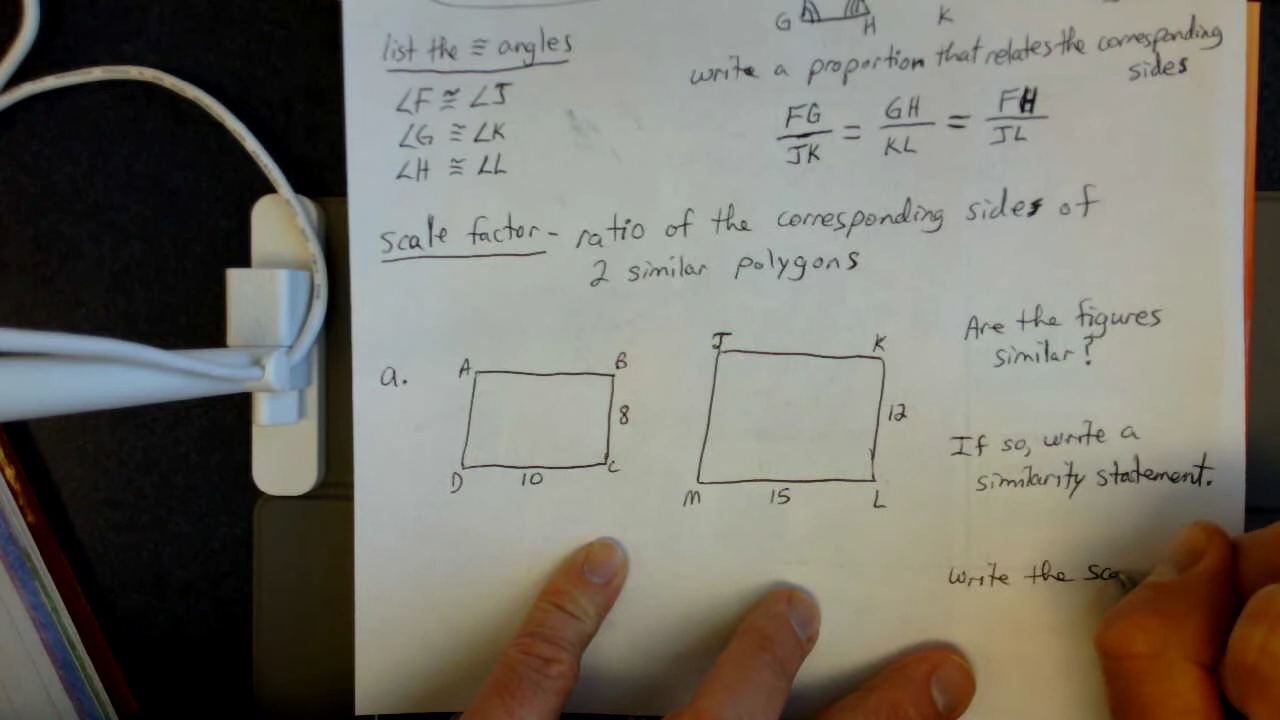 G H K
list the ≅ angles
∠F ≅ ∠J
∠G ≅ ∠K
∠H ≅ ∠L
write a proportion that relates the corresponding
sides
FG/JK = GH/KL = FH/JL
scale factor - ratio of the corresponding sides of
2 similar polygons
a.
A B
8
D 10 C
J K
12
M 15 L
Are the figures
similar?
If so, write a
similarity statement.
write the sca